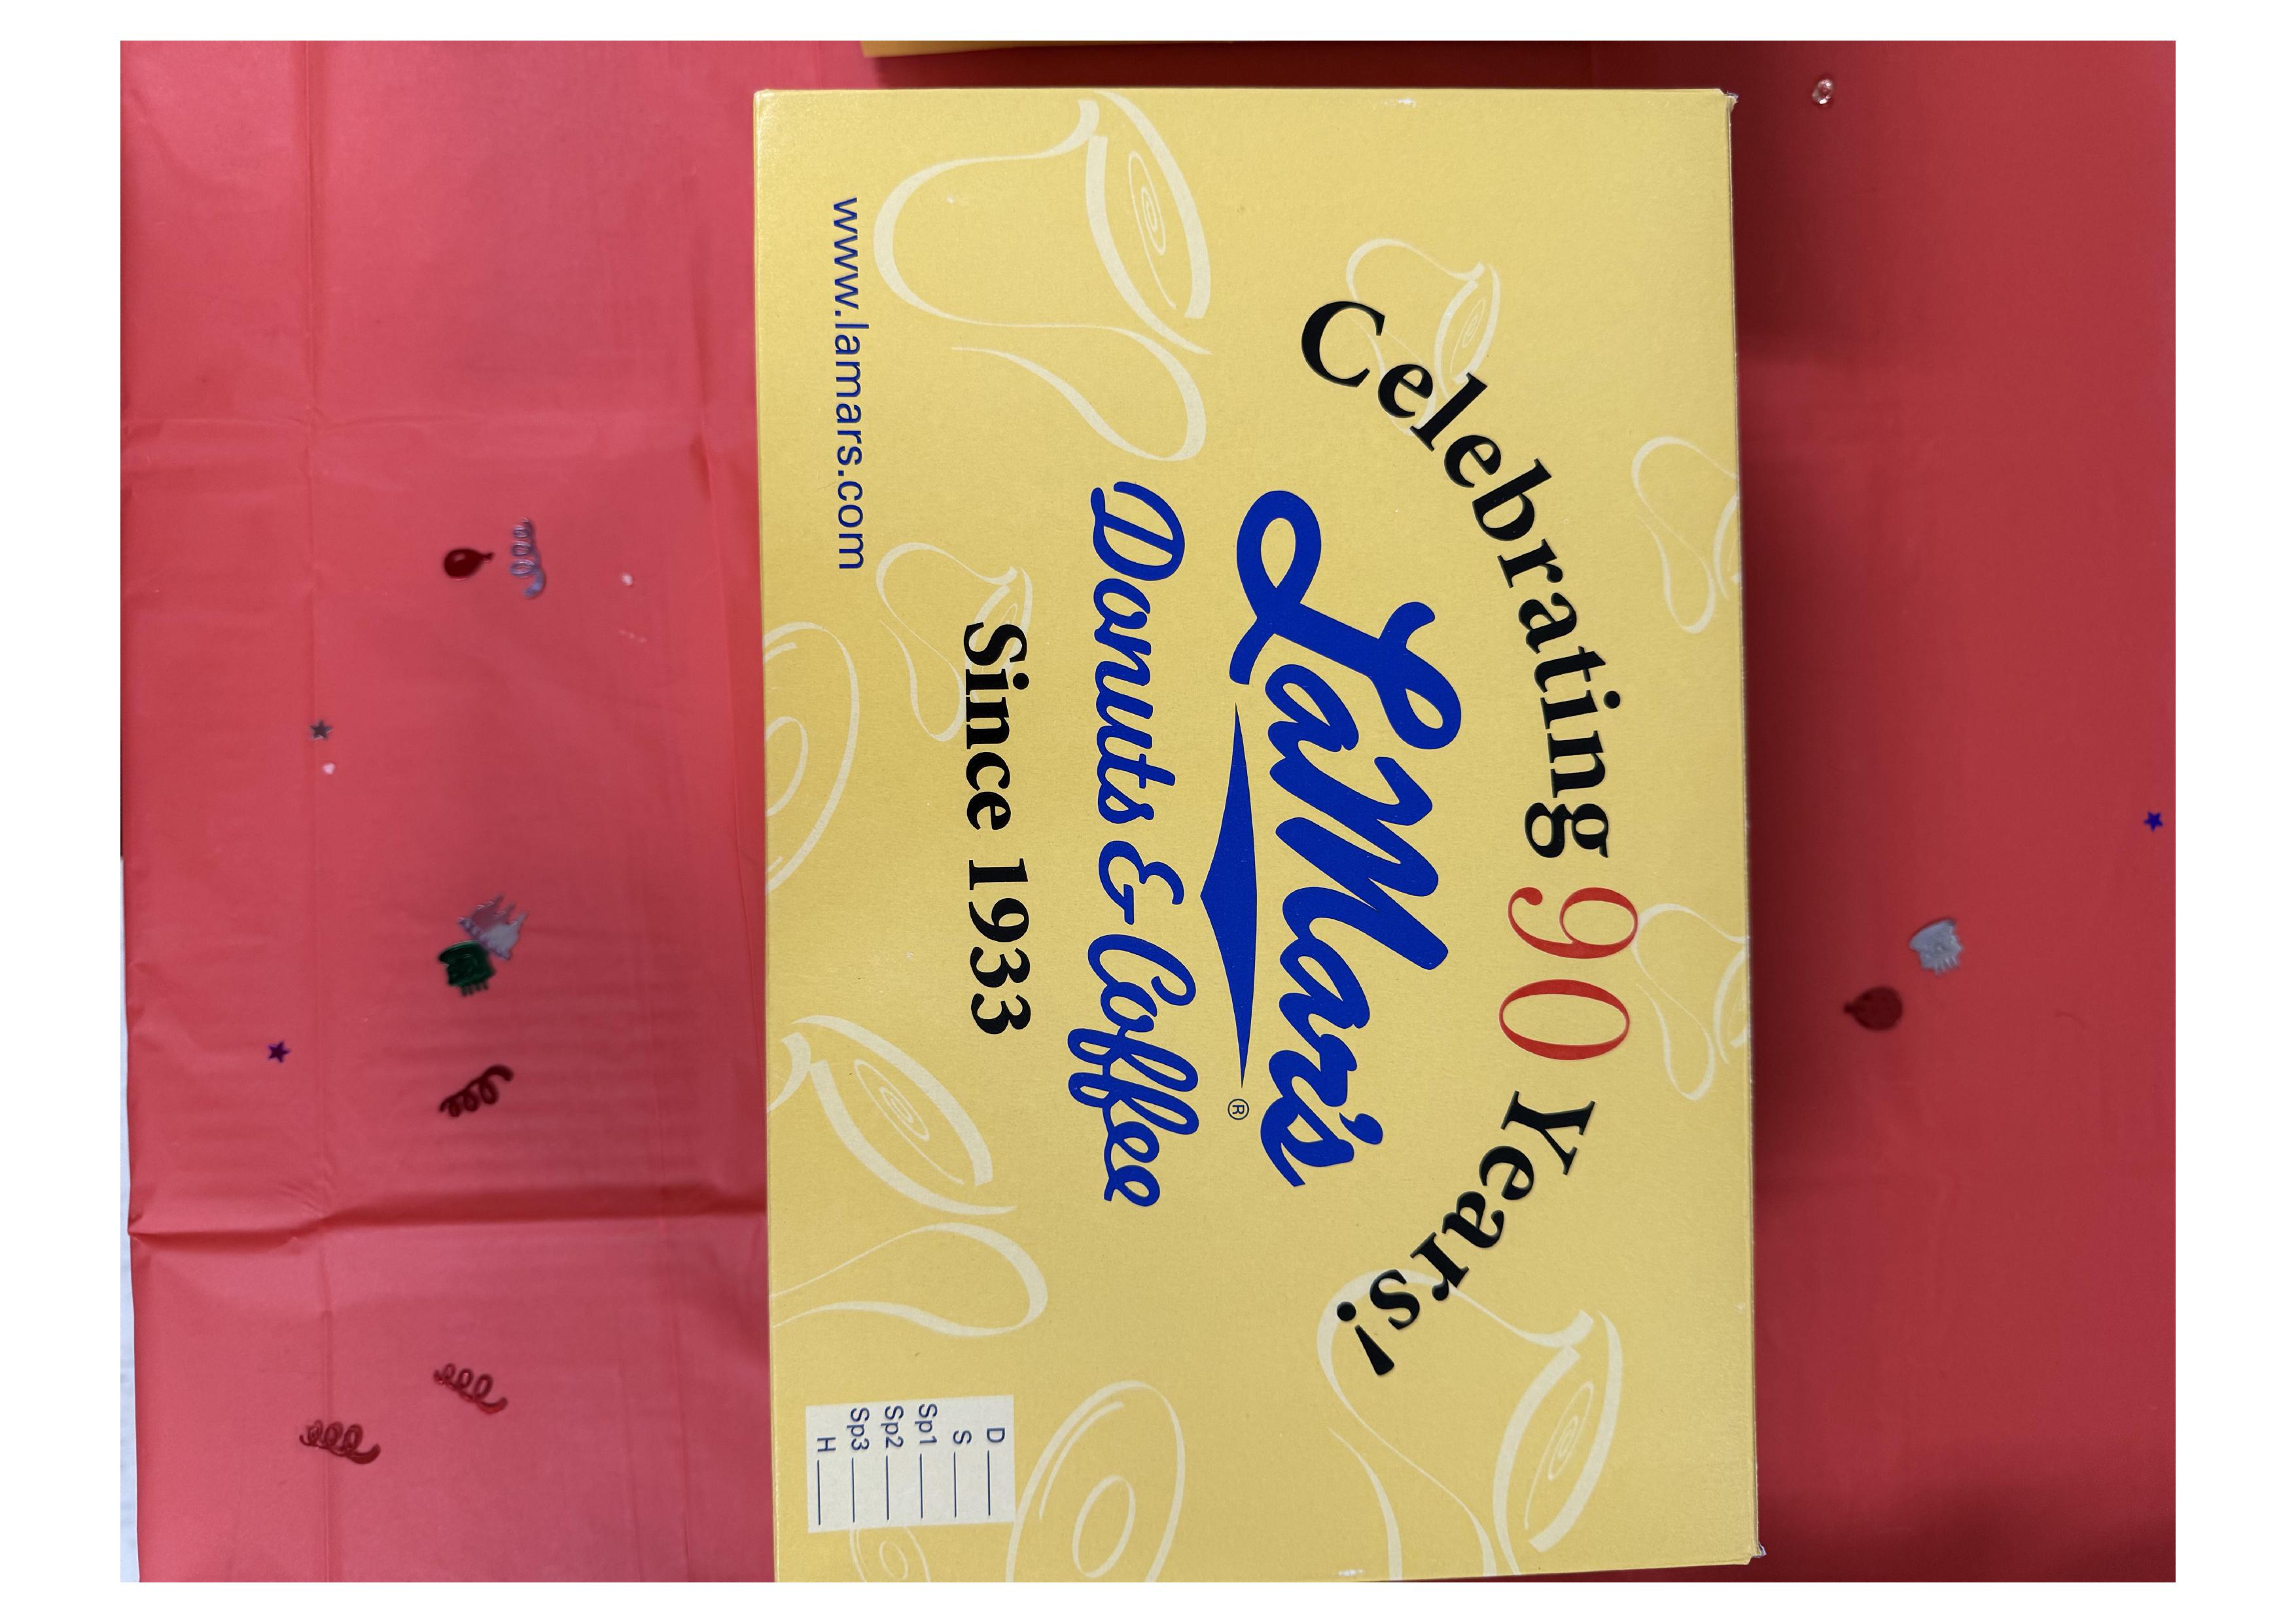 Celebrating 90 Years!
LaMar's
®
Donuts & Coffee
Since 1933
www.lamars.com
D
S
Sp1
Sp2
Sp3
H